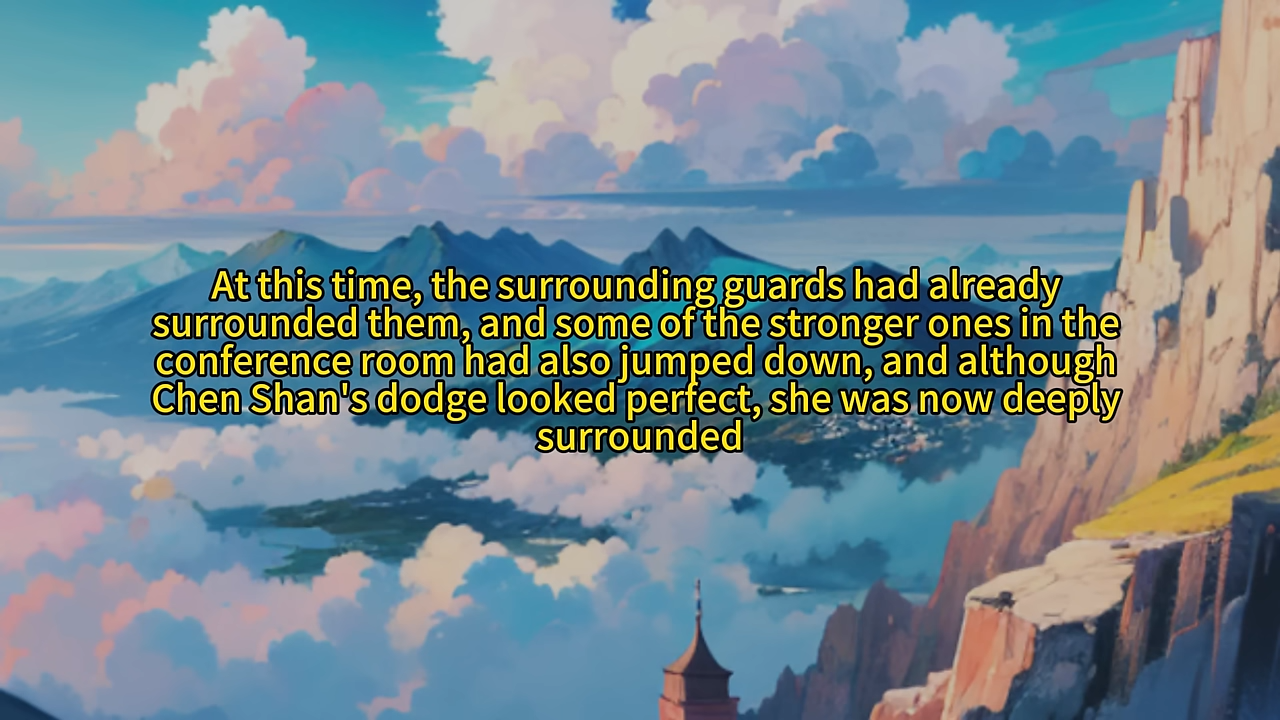 At this time, the surrounding guards had already
surrounded them, and some of the stronger ones in the
conference room had also jumped down, and although
Chen Shan's dodge looked perfect, she was now deeply
surrounded